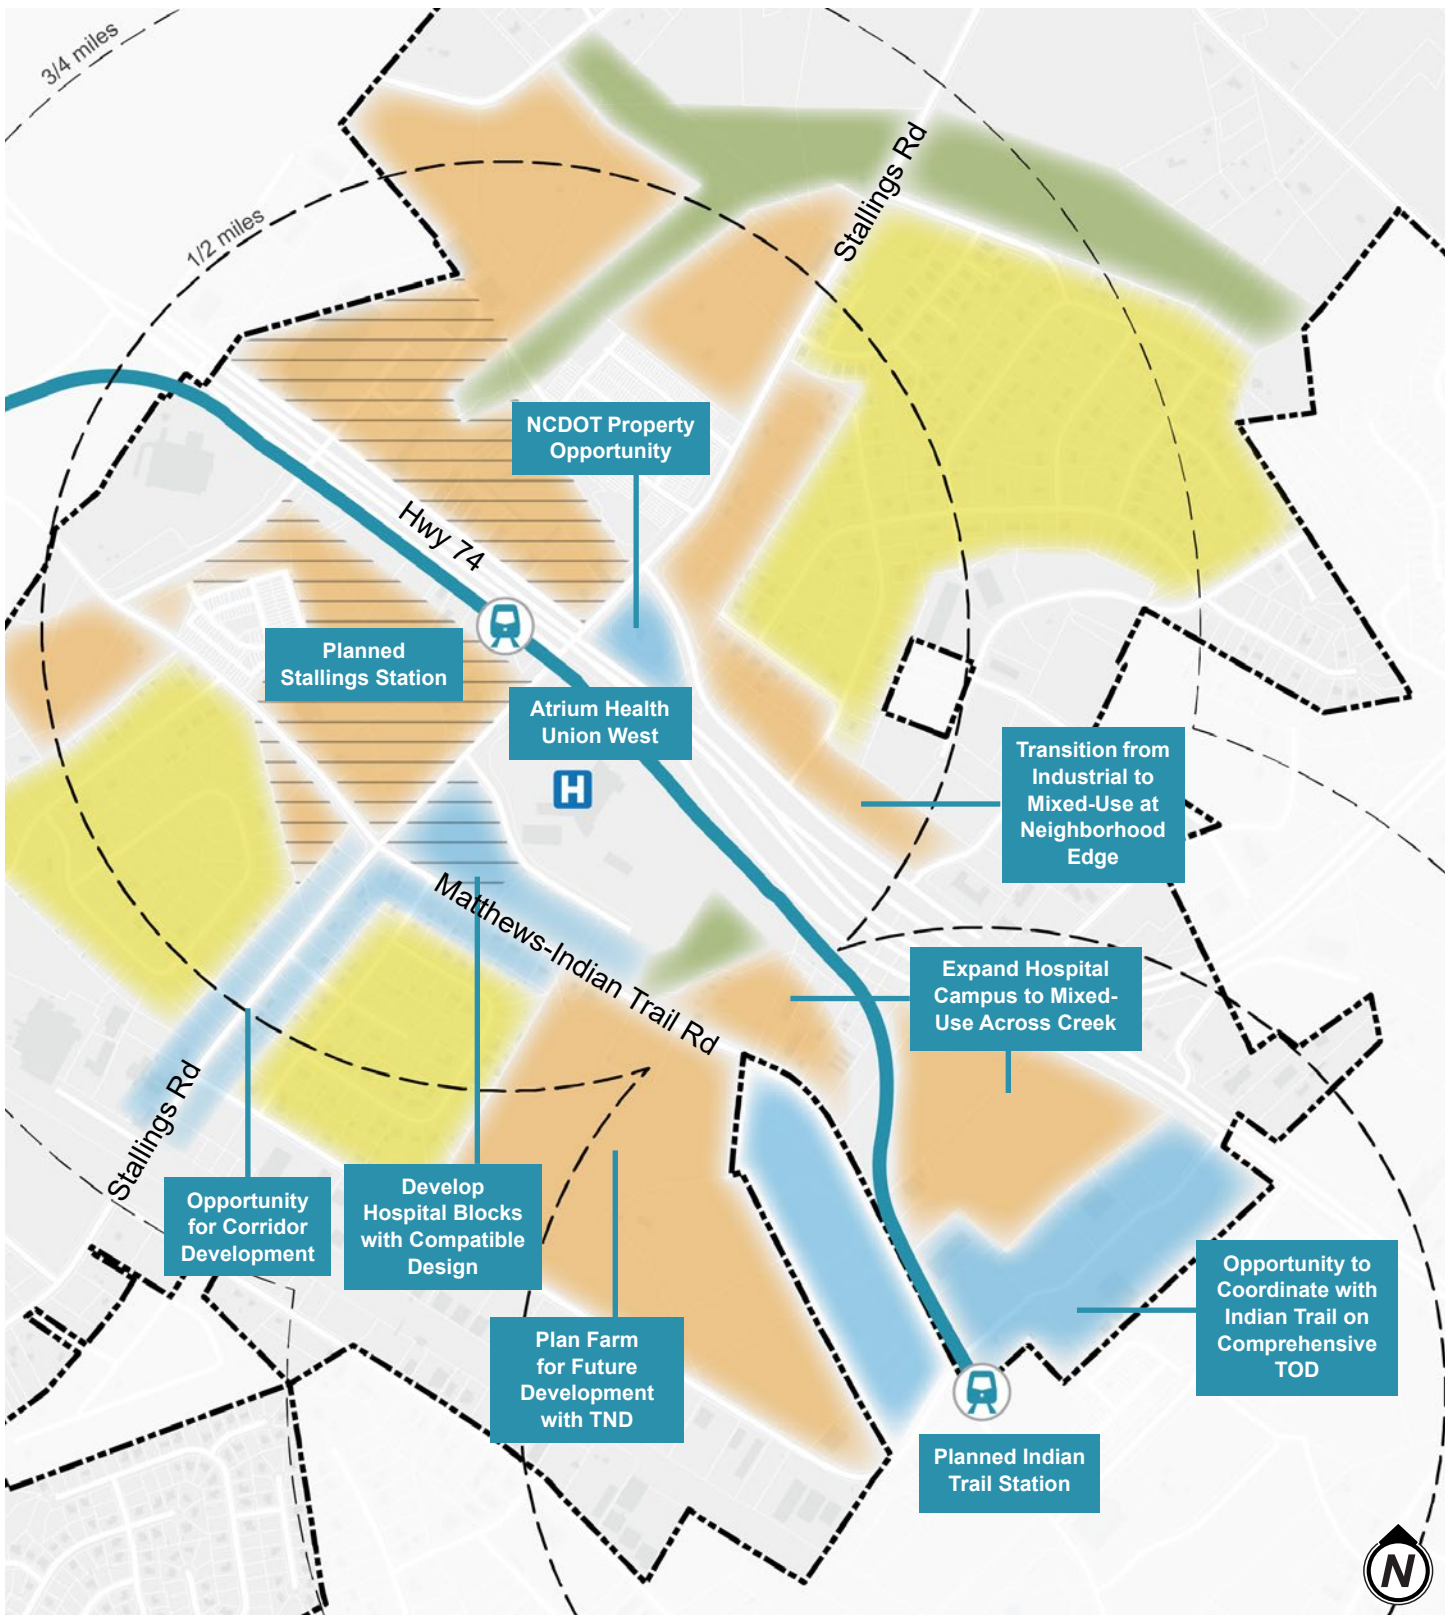 3/4 miles
1/2 miles
Stallings Rd
NCDOT Property
Opportunity
Hwy 74
Planned
Stallings Station
Atrium Health
Union West
H
Transition from
Industrial to
Mixed-Use at
Neighborhood
Edge
Matthews-Indian Trail Rd
Expand Hospital
Campus to Mixed-
Use Across Creek
Stallings Rd
Opportunity
for Corridor
Development
Develop
Hospital Blocks
with Compatible
Design
Opportunity to
Coordinate with
Indian Trail on
Comprehensive
TOD
Plan Farm
for Future
Development
with TND
Planned Indian
Trail Station
N